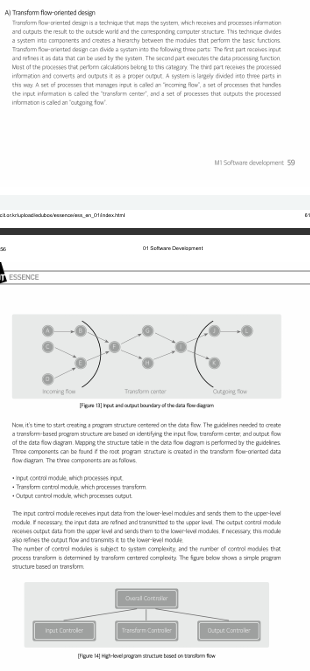 A) Transform flow-oriented design
Transform flow-oriented design is a technique that maps the system, which receives and processes information
and outputs the result to the outside world and the corresponding computer structure. This technique divides
a system into components and creates a hierarchy between the modules that perform the basic functions.
Transform flow-oriented design can divide a system into the following three parts: The first part receives input
and refines it as data that can be used by the system. The second part executes the data processing function.
Most of the processes that perform calculations belong to this category. The third part receives the processed
information and converts and outputs it as a proper output. A system is largely divided into three parts in
this way. A set of processes that manages input is called an "incoming flow", a set of processes that handles
the input information is called the "transform center", and a set of processes that outputs the processed
information is called an "outgoing flow".
M1 Software development 59
cit.or.kr/upload/edubox/essence/ess_en_01/index.html
61
56
01 Software Development
ESSENCE
A B G J L
C F I
E H K
D
Incoming flow Transform center Outgoing flow
[Figure 13] Input and output boundary of the data flow diagram
Now, it's time to start creating a program structure centered on the data flow. The guidelines needed to create
a transform-based program structure are based on identifying the input flow, transform center, and output flow
of the data flow diagram. Mapping the structure table in the data flow diagram is performed by the guidelines.
Three components can be found if the root program structure is created in the transform flow-oriented data
flow diagram. The three components are as follows.
• Input control module, which processes input,
• Transform control module, which processes transform
• Output control module, which processes output
The input control module receives input data from the lower-level modules and sends them to the upper-level
module. If necessary, the input data are refined and transmitted to the upper level. The output control module
receives output data from the upper level and sends them to the lower-level modules. If necessary, this module
also refines the output flow and transmits it to the lower-level module.
The number of control modules is subject to system complexity, and the number of control modules that
process transform is determined by transform centered complexity. The figure below shows a simple program
structure based on transform.
Overall Controller
Input Controller Transform Controller Output Controller
[Figure 14] High-level program structure based on transform flow